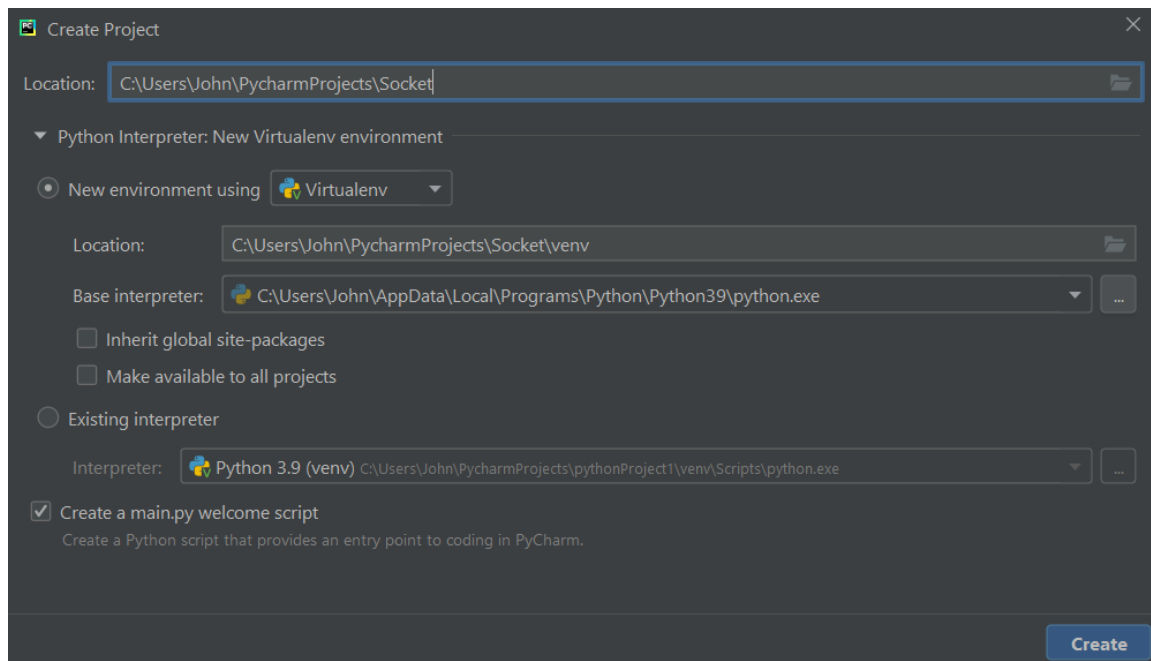 PC Create Project
Location: C:\Users\John\PycharmProjects\Socket
Python Interpreter: New Virtualenv environment
New environment using Virtualenv
Location: C:\Users\John\PycharmProjects\Socket\venv
Base interpreter: C:\Users\John\AppData\Local\Programs\Python\Python39\python.exe ...
Inherit global site-packages
Make available to all projects
Existing interpreter
Interpreter: Python 3.9 (venv) C:\Users\John\PycharmProjects\pythonProject1\venv\Scripts\python.exe ...
Create a main.py welcome script
Create a Python script that provides an entry point to coding in PyCharm.
Create